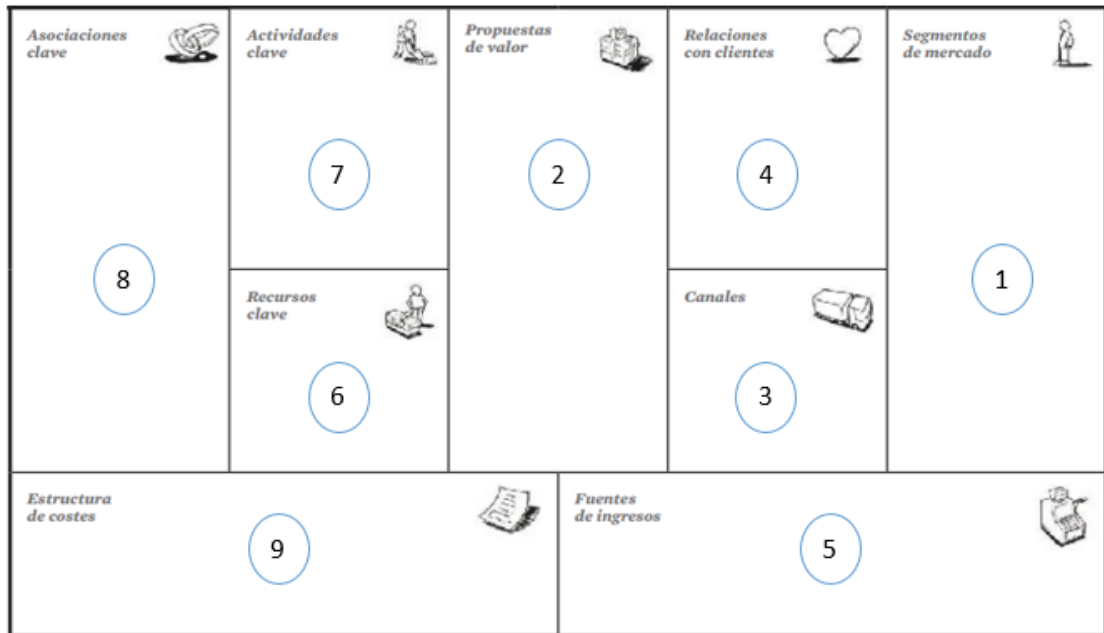 Asociaciones
clave
Actividades
clave
Propuestas
de valor
Relaciones
con clientes
Segmentos
de mercado
7
2
4
8
1
Recursos
clave
Canales
6
3
Estructura
de costes
Fuentes
de ingresos
9
5